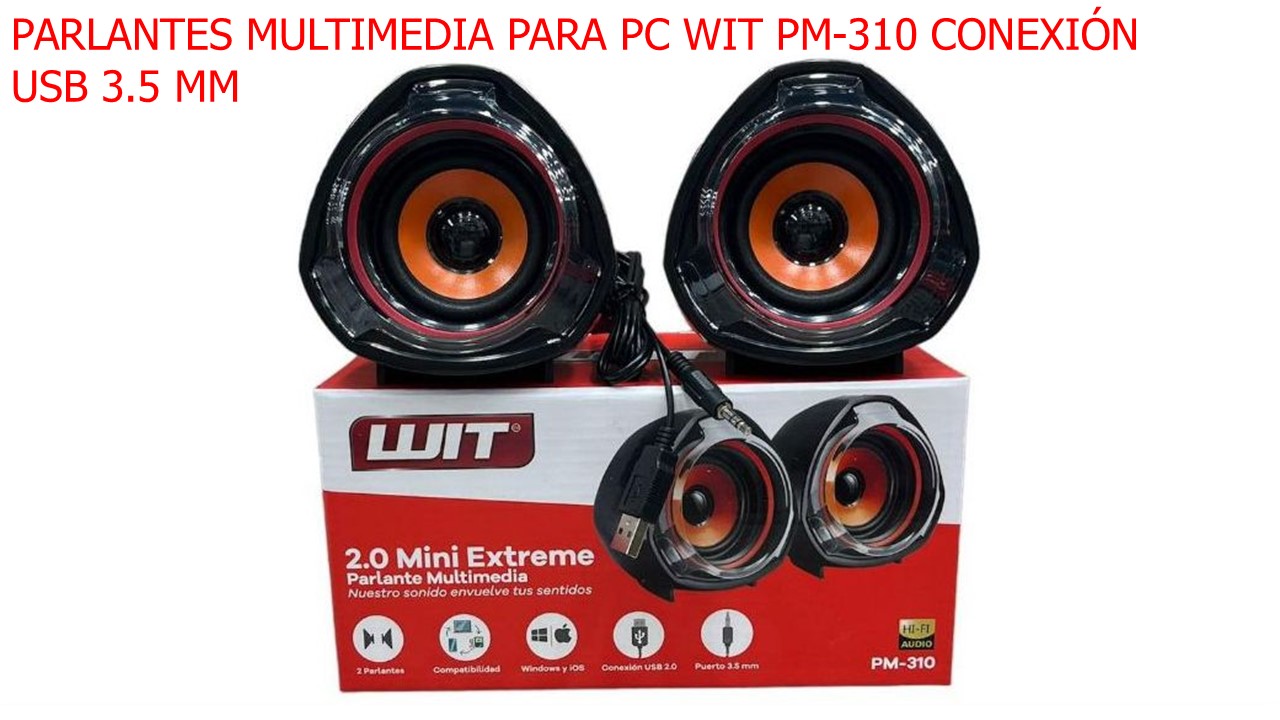 PARLANTES MULTIMEDIA PARA PC WIT PM-310 CONEXIÓN
USB 3.5 MM
WIT
2.0 Mini Extreme
Parlante Multimedia
Nuestro sonido envuelve tus sentidos
2 Parlantes
Compatibilidad
Windows y iOS
Conexión USB 2.0
Puerto 3.5 mm
HI-FI
AUDIO
PM-310